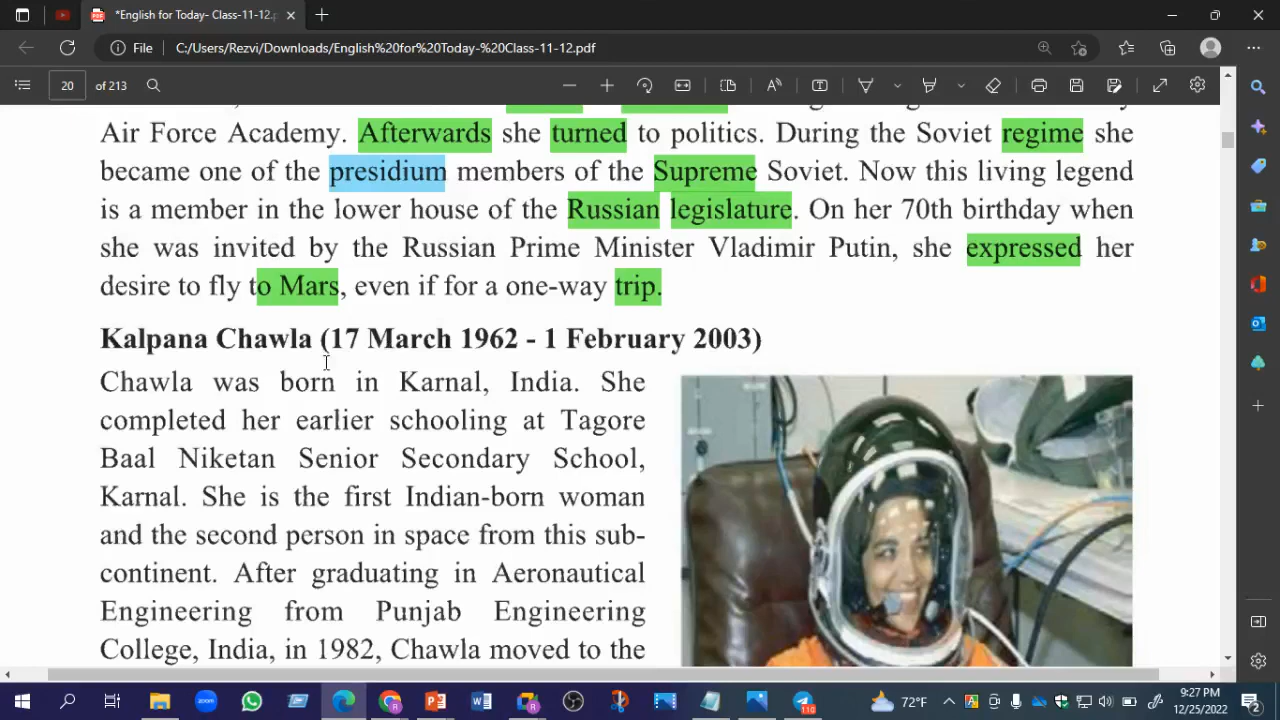 *English for Today- Class-11-12.p
File C:/Users/Rezvi/Downloads/English%20for%20Today-%20Class-11-12.pdf
20 of 213
Air Force Academy. Afterwards she turned to politics. During the Soviet regime she
became one of the presidium members of the Supreme Soviet. Now this living legend
is a member in the lower house of the Russian legislature. On her 70th birthday when
she was invited by the Russian Prime Minister Vladimir Putin, she expressed her
desire to fly to Mars, even if for a one-way trip.
Kalpana Chawla (17 March 1962 - 1 February 2003)
Chawla was born in Karnal, India. She
completed her earlier schooling at Tagore
Baal Niketan Senior Secondary School,
Karnal. She is the first Indian-born woman
and the second person in space from this sub-
continent. After graduating in Aeronautical
Engineering from Punjab Engineering
College, India, in 1982, Chawla moved to the
72°F
9:27 PM
12/25/2022